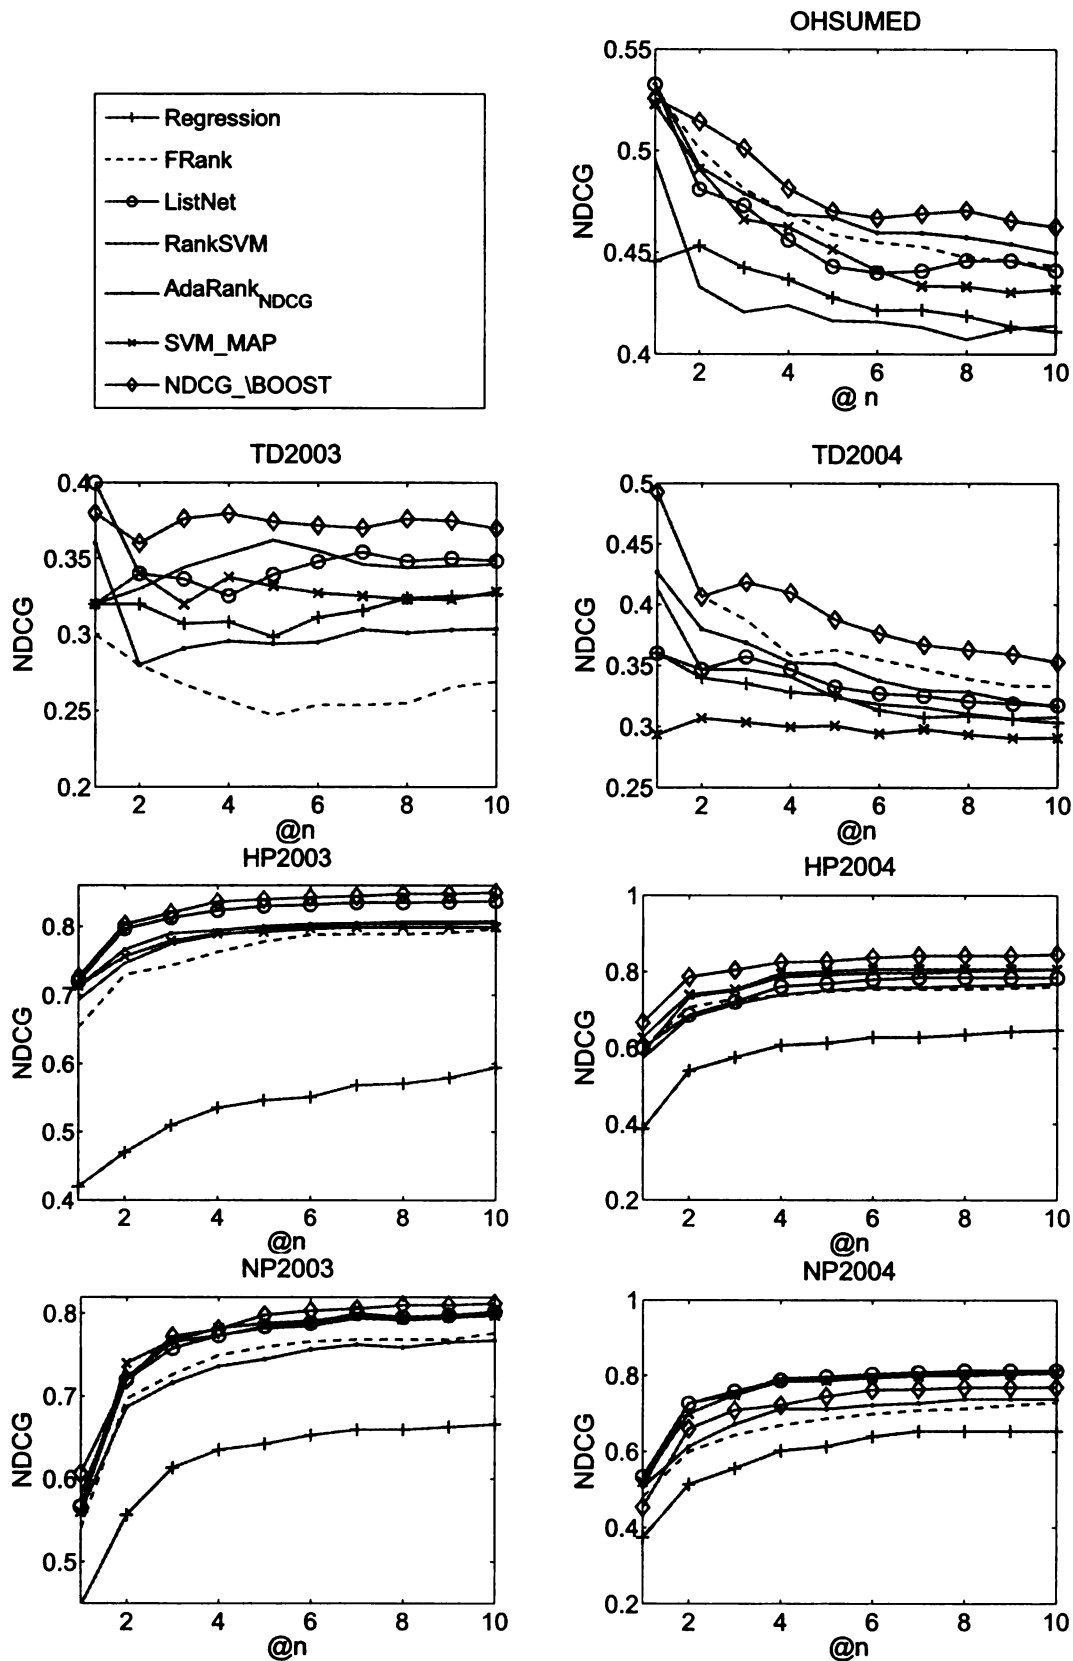 OHSUMED
Regression
FRank
ListNet
RankSVM
AdaRankNDCG
SVM_MAP
NDCG_\BOOST
NDCG
0.55
0.5
0.45
0.4
2 4 6 8 10
@ n
TD2003
NDCG
0.4
0.35
0.3
0.25
0.2
2 4 6 8 10
@n
TD2004
NDCG
0.5
0.45
0.4
0.35
0.3
0.25
2 4 6 8 10
@n
HP2003
NDCG
0.8
0.7
0.6
0.5
0.4
2 4 6 8 10
@n
HP2004
NDCG
1
0.8
0.6
0.4
0.2
2 4 6 8 10
@n
NP2003
NDCG
0.8
0.7
0.6
0.5
2 4 6 8 10
@n
NP2004
NDCG
1
0.8
0.6
0.4
0.2
2 4 6 8 10
@n